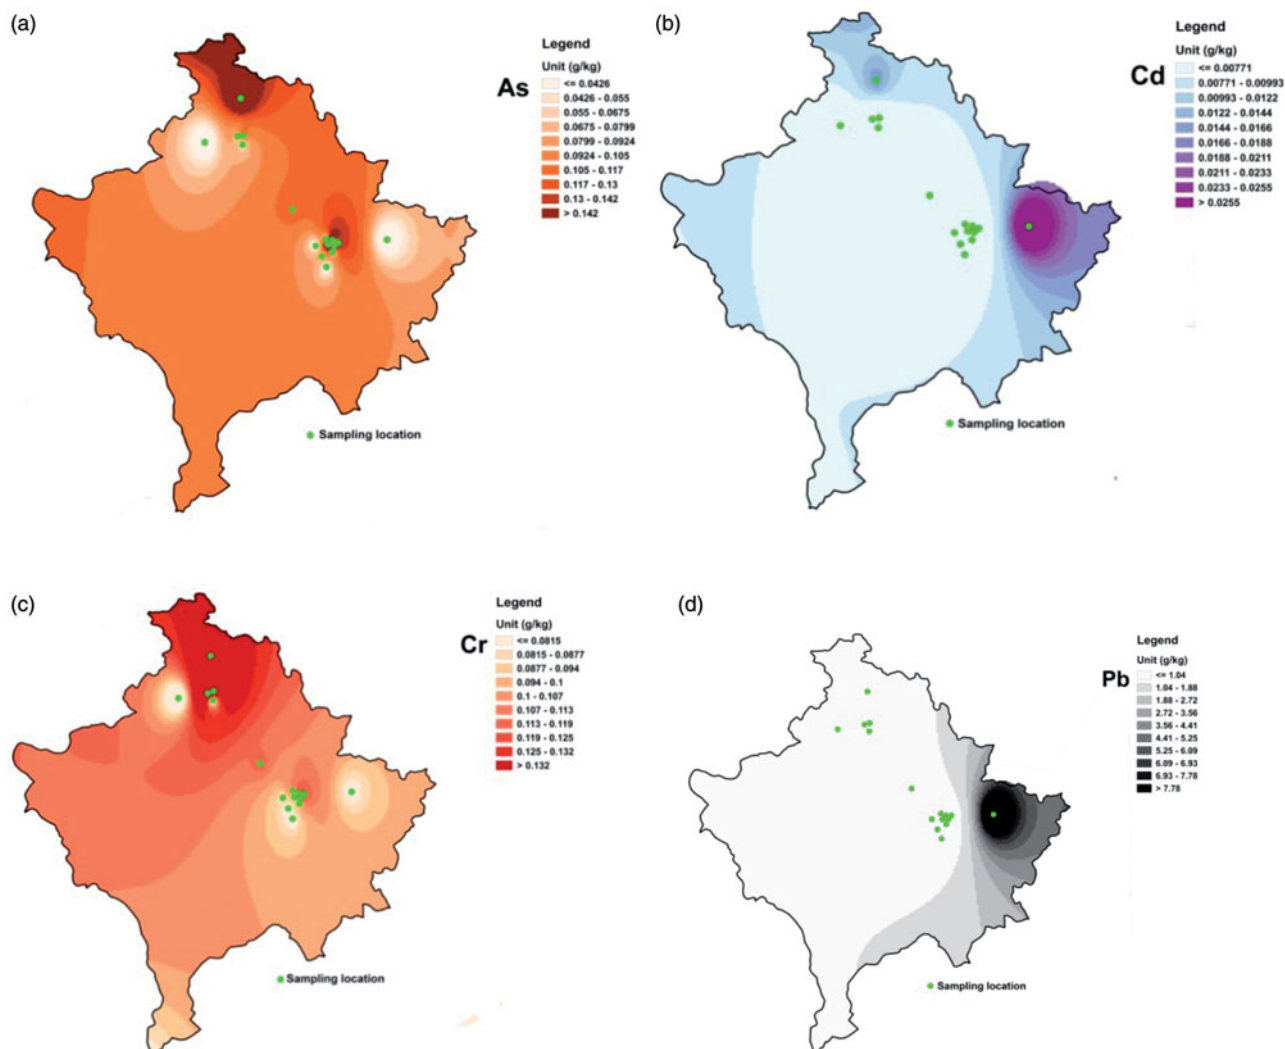 (a)
Legend
Unit (g/kg)
As
<= 0.0426
0.0426 - 0.055
0.055 - 0.0675
0.0675 - 0.0799
0.0799 - 0.0924
0.0924 - 0.105
0.105 - 0.117
0.117 - 0.13
0.13 - 0.142
> 0.142
Sampling location
(b)
Legend
Unit (g/kg)
Cd
<= 0.00771
0.00771 - 0.00993
0.00993 - 0.0122
0.0122 - 0.0144
0.0144 - 0.0166
0.0166 - 0.0188
0.0188 - 0.0211
0.0211 - 0.0233
0.0233 - 0.0255
> 0.0255
Sampling location
(c)
Legend
Unit (g/kg)
Cr
<= 0.0815
0.0815 - 0.0877
0.0877 - 0.094
0.094 - 0.1
0.1 - 0.107
0.107 - 0.113
0.113 - 0.119
0.119 - 0.125
0.125 - 0.132
> 0.132
Sampling location
(d)
Legend
Unit (g/kg)
Pb
<= 1.04
1.04 - 1.88
1.88 - 2.72
2.72 - 3.56
3.56 - 4.41
4.41 - 5.25
5.25 - 6.09
6.09 - 6.93
6.93 - 7.78
> 7.78
Sampling location